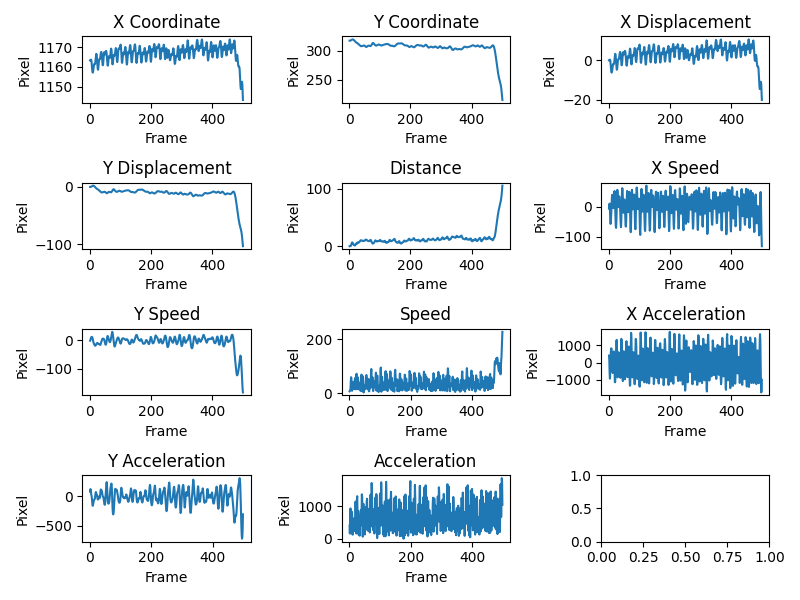 X Coordinate Y Coordinate X Displacement
Pixel 1170 1160 1150 Pixel 300 250 Pixel 0 −20
0 200 400 0 200 400 0 200 400
Frame Frame Frame
Y Displacement Distance X Speed
Pixel 0 −100 Pixel 100 0 Pixel 0 −100
0 200 400 0 200 400 0 200 400
Frame Frame Frame
Y Speed Speed X Acceleration
Pixel 0 −100 Pixel 200 0 Pixel 1000 0 −1000
0 200 400 0 200 400 0 200 400
Frame Frame Frame
Y Acceleration Acceleration
Pixel 0 −500 Pixel 1000 0 1.0 0.5 0.0
0 200 400 0 200 400 0.00 0.25 0.50 0.75 1.00
Frame Frame